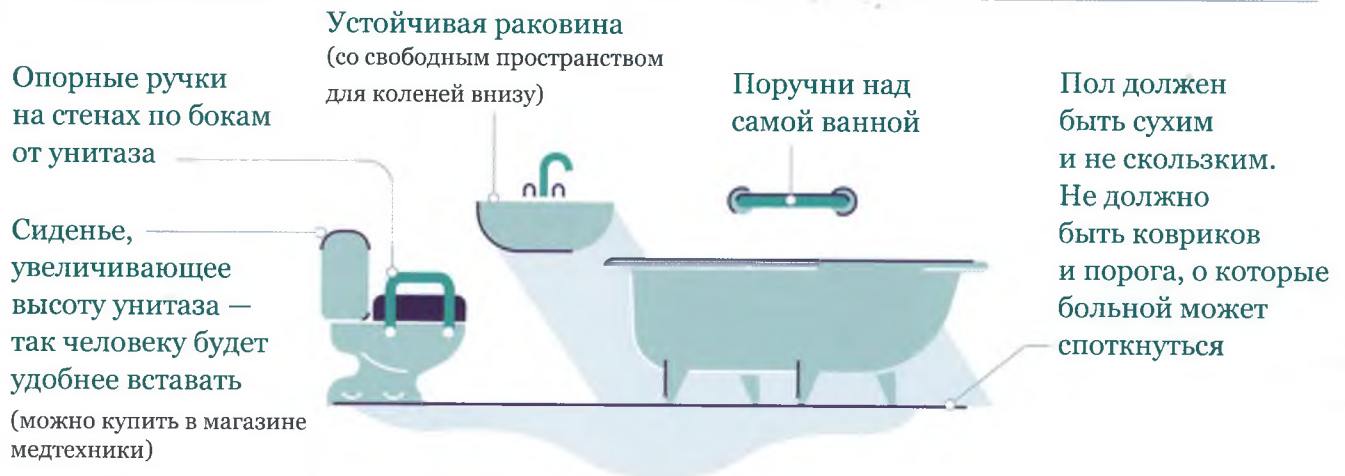 Устойчивая раковина
(со свободным пространством
для коленей внизу)
Опорные ручки
на стенах по бокам
от унитаза
Сиденье,
увеличивающее
высоту унитаза —
так человеку будет
удобнее вставать
(можно купить в магазине
медтехники)
Поручни над
самой ванной
Пол должен
быть сухим
и не скользким.
Не должно
быть ковриков
и порога, о которые
больной может
споткнуться